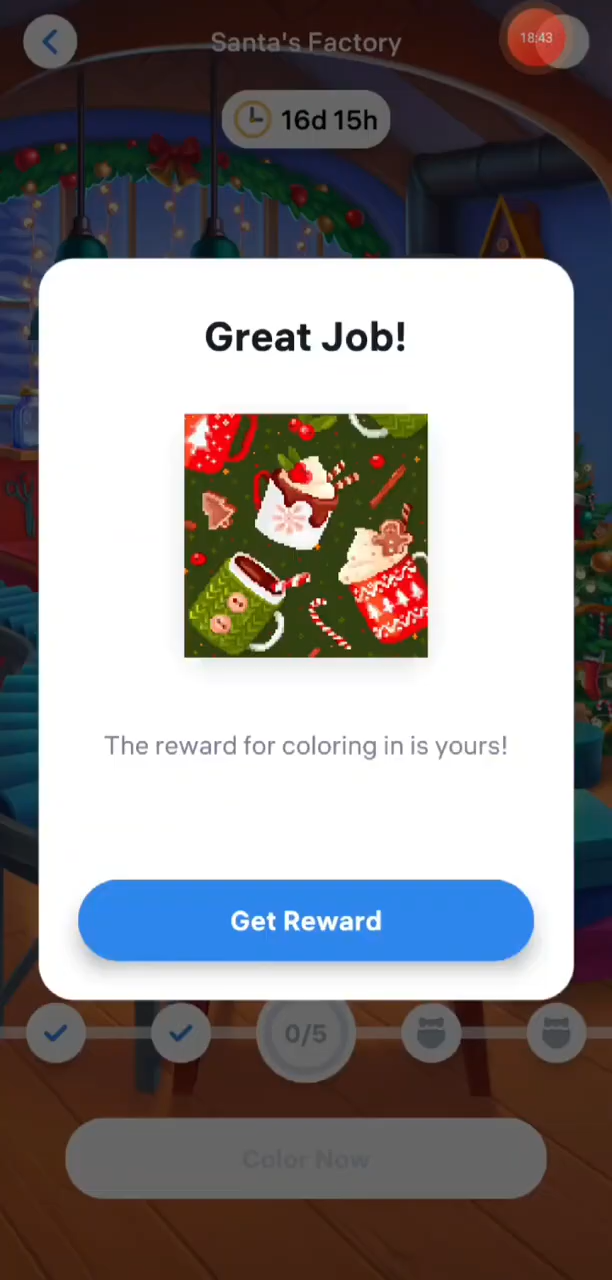 Santa's Factory
18:43
16d 15h
Great Job!
The reward for coloring in is yours!
Get Reward
0/5
Color Now